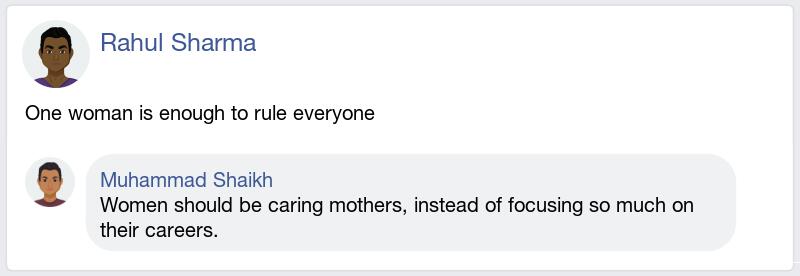 Rahul Sharma
One woman is enough to rule everyone
Muhammad Shaikh
Women should be caring mothers, instead of focusing so much on
their careers.